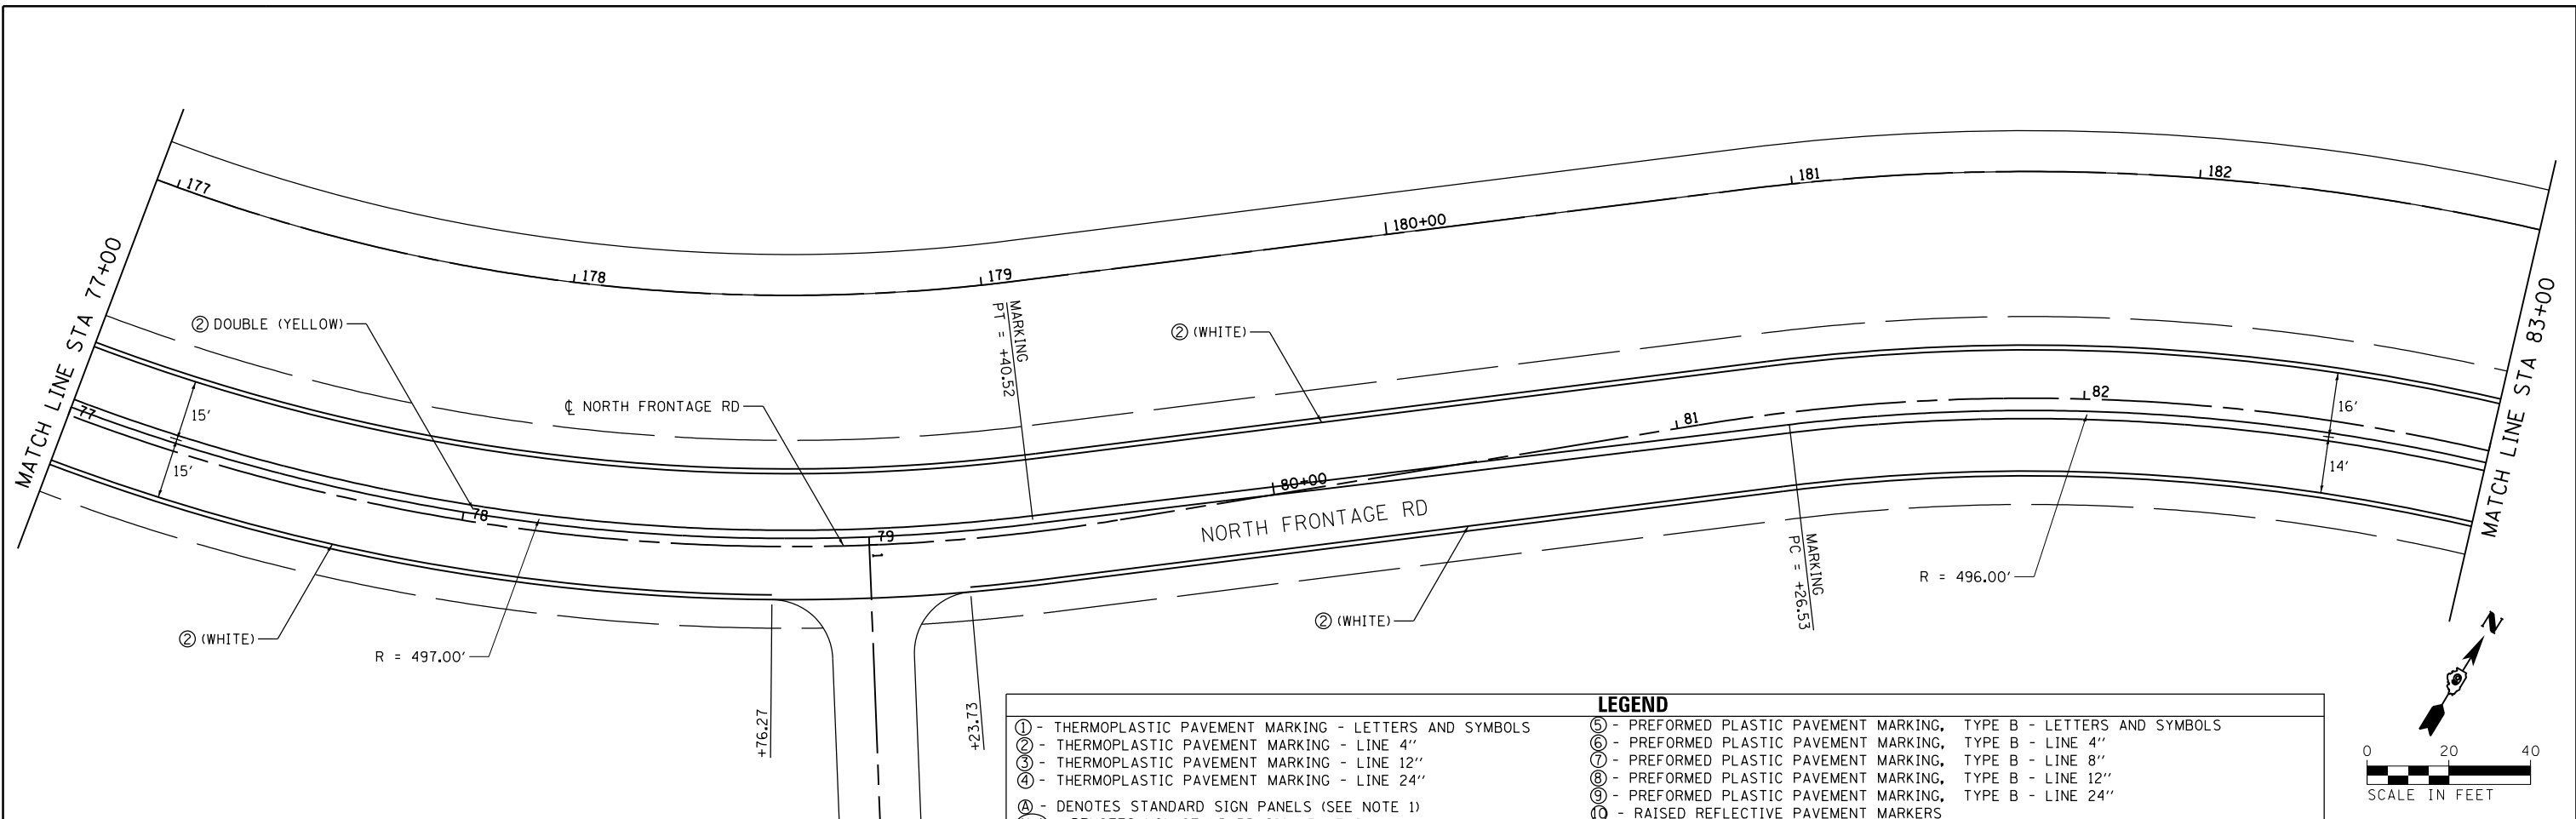 MATCH LINE STA 77+00
177
178
179
180+00
181
182
② DOUBLE (YELLOW)
15'
15'
77
78
79
1
80+00
81
82
℄ NORTH FRONTAGE RD
MARKING
PT = +40.52
② (WHITE)
NORTH FRONTAGE RD
② (WHITE)
R = 497.00'
+76.27
+23.73
② (WHITE)
MARKING
PC = +26.53
R = 496.00'
16'
14'
MATCH LINE STA 83+00
N
0 20 40
SCALE IN FEET
LEGEND
① - THERMOPLASTIC PAVEMENT MARKING - LETTERS AND SYMBOLS
② - THERMOPLASTIC PAVEMENT MARKING - LINE 4"
③ - THERMOPLASTIC PAVEMENT MARKING - LINE 12"
④ - THERMOPLASTIC PAVEMENT MARKING - LINE 24"
Ⓐ - DENOTES STANDARD SIGN PANELS (SEE NOTE 1)
⑤ - PREFORMED PLASTIC PAVEMENT MARKING, TYPE B - LETTERS AND SYMBOLS
⑥ - PREFORMED PLASTIC PAVEMENT MARKING, TYPE B - LINE 4"
⑦ - PREFORMED PLASTIC PAVEMENT MARKING, TYPE B - LINE 8"
⑧ - PREFORMED PLASTIC PAVEMENT MARKING, TYPE B - LINE 12"
⑨ - PREFORMED PLASTIC PAVEMENT MARKING, TYPE B - LINE 24"
⑩ - RAISED REFLECTIVE PAVEMENT MARKERS